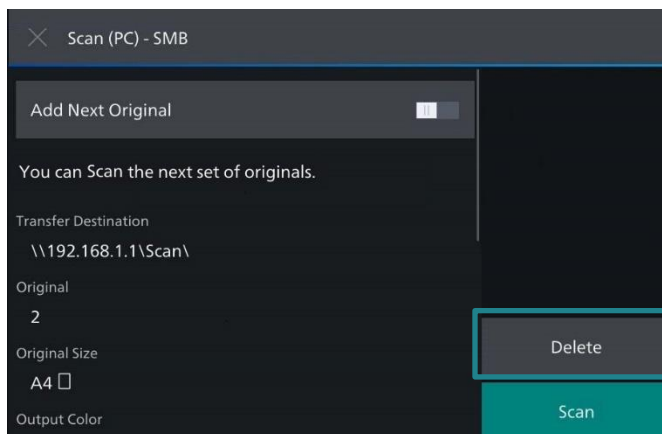 Scan (PC) - SMB
Add Next Original
You can Scan the next set of originals.
Transfer Destination
\\192.168.1.1\Scan\
Original
2
Original Size
A4
Output Color
Delete
Scan